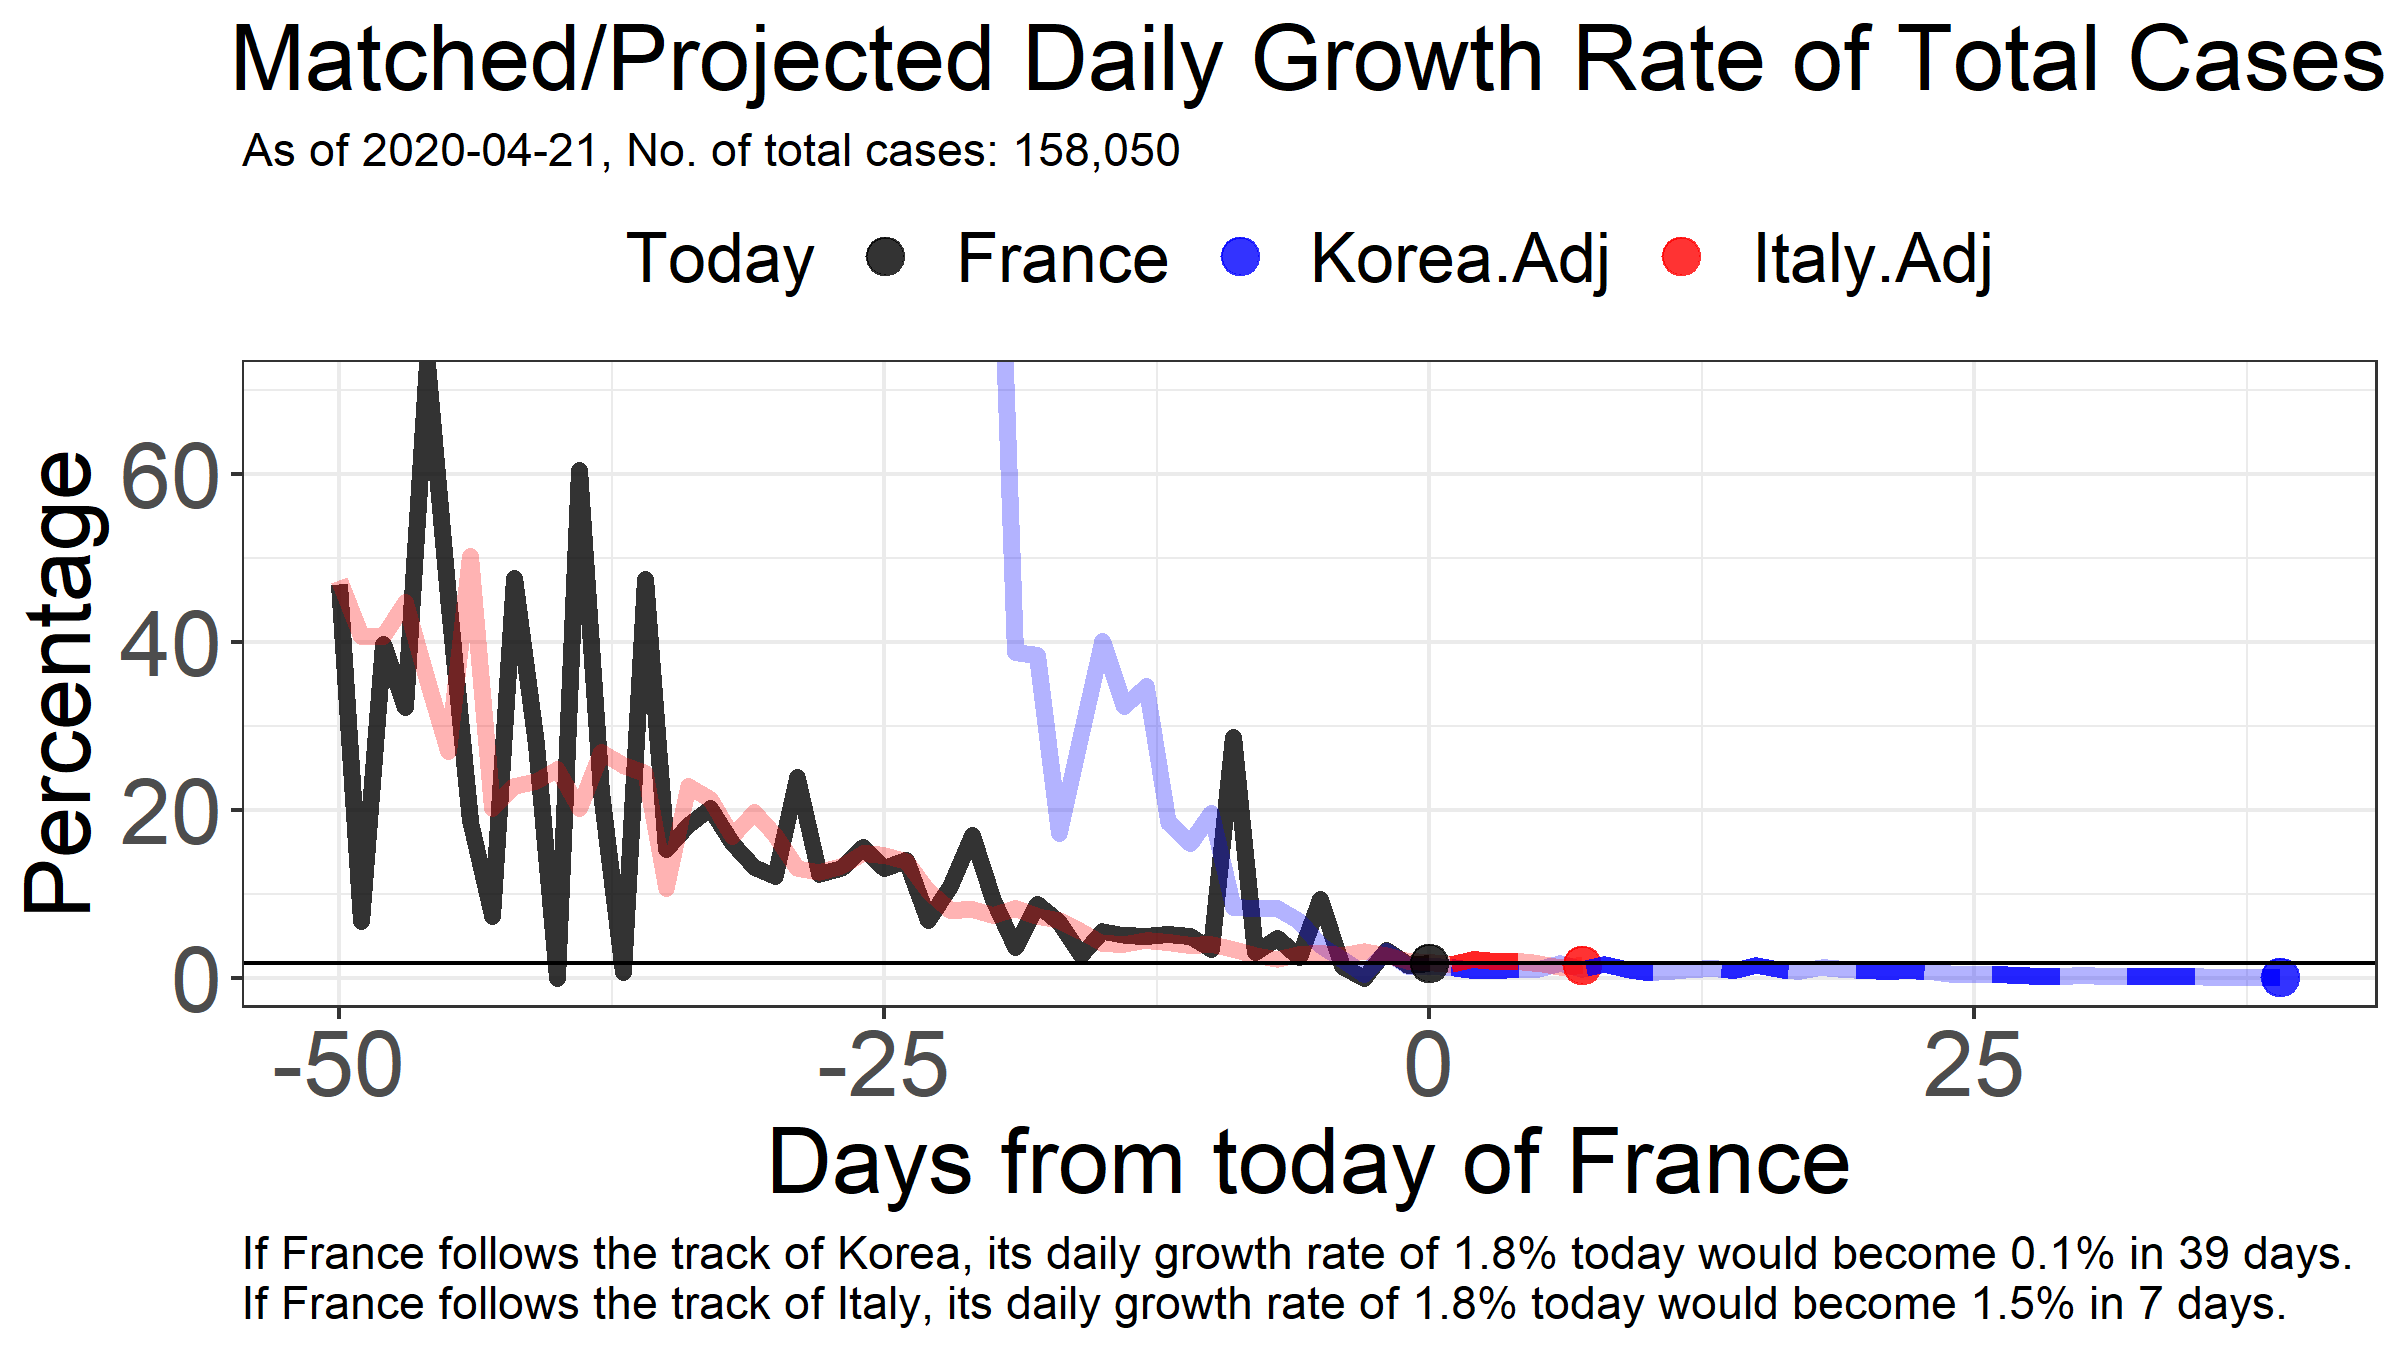 Matched/Projected Daily Growth Rate of Total Cases
As of 2020-04-21, No. of total cases: 158,050
Today France Korea.Adj Italy.Adj
Percentage
60
40
20
0
-50 -25 0 25
Days from today of France
If France follows the track of Korea, its daily growth rate of 1.8% today would become 0.1% in 39 days.
If France follows the track of Italy, its daily growth rate of 1.8% today would become 1.5% in 7 days.